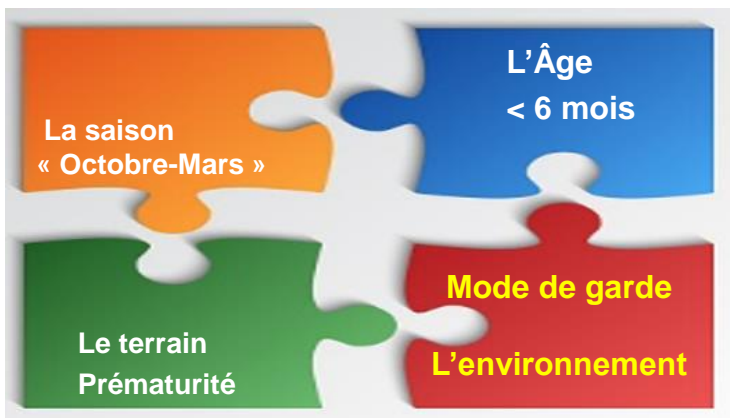 La saison
« Octobre-Mars »
L'Âge
< 6 mois
Le terrain
Prématurité
Mode de garde
L'environnement